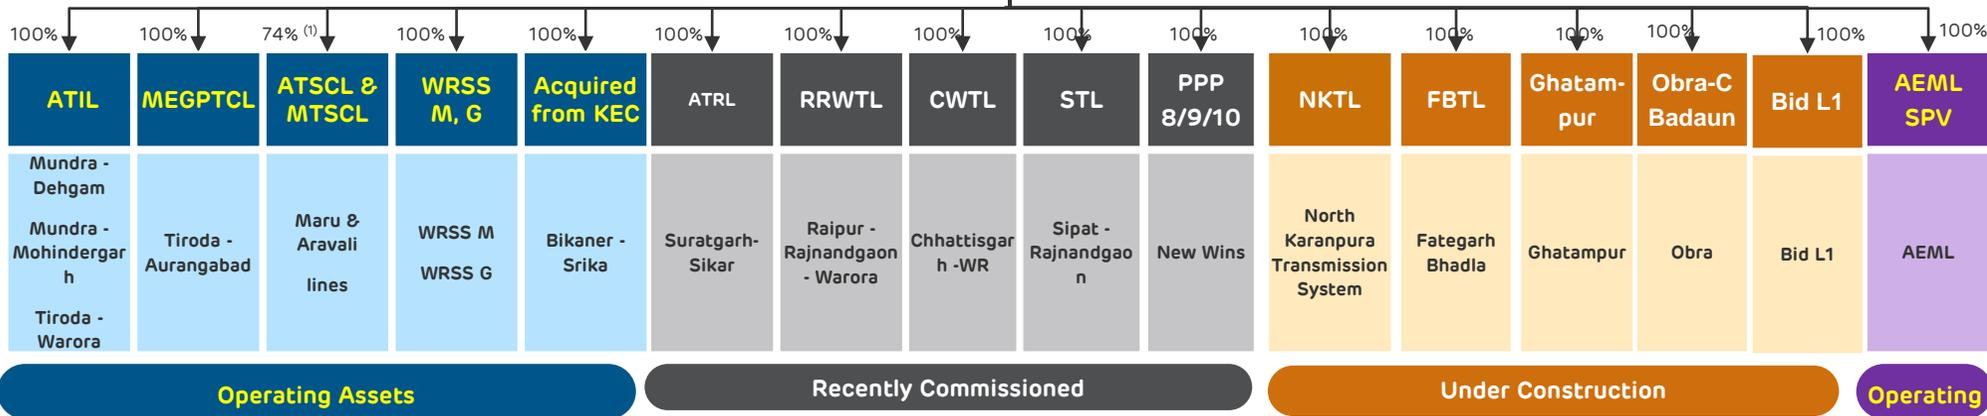 100% 100% 74% (1) 100% 100% 100% 100% 100% 100% 100% 100% 100% 100% 100% 100% 100%
ATIL
MEGPTCL
ATSCL &
MTSCL
WRSS
M, G
Acquired
from KEC
ATRL
RRWTL
CWTL
STL
PPP
8/9/10
NKTL
FBTL
Ghatam-
pur
Obra-C
Badaun
Bid L1
AEML
SPV
Mundra -
Dehgam
Mundra -
Mohindergar
h
Tiroda -
Warora
Tiroda -
Aurangabad
Maru &
Aravali
lines
WRSS M
WRSS G
Bikaner -
Srika
Suratgarh-
Sikar
Raipur -
Rajnandgaon
- Warora
Chhattisgar
h -WR
Sipat -
Rajnandgao
n
New Wins
North
Karanpura
Transmission
System
Fategarh
Bhadla
Ghatampur
Obra
Bid L1
AEML
Operating Assets
Recently Commissioned
Under Construction
Operating